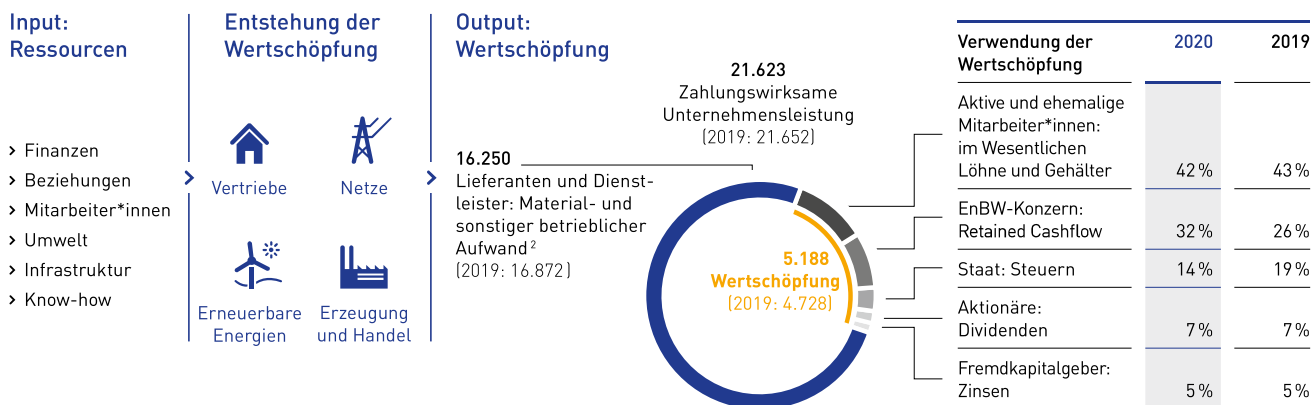 Input:
Ressourcen
› Finanzen
› Beziehungen
› Mitarbeiter*innen
› Umwelt
› Infrastruktur
› Know-how
Entstehung der
Wertschöpfung
Vertriebe
Netze
Erneuerbare
Energien
Erzeugung
und Handel
Output:
Wertschöpfung
21.623
Zahlungswirksame
Unternehmensleistung
(2019: 21.652)
16.250
Lieferanten und Dienst-
leister: Material- und
sonstiger betrieblicher
Aufwand²
(2019: 16.872)
5.188
Wertschöpfung
(2019: 4.728)
Verwendung der Wertschöpfung 2020 2019
Aktive und ehemalige
Mitarbeiter*innen:
im Wesentlichen
Löhne und Gehälter 42 % 43 %
EnBW-Konzern:
Retained Cashflow 32 % 26 %
Staat: Steuern 14 % 19 %
Aktionäre:
Dividenden 7 % 7 %
Fremdkapitalgeber:
Zinsen 5 % 5 %